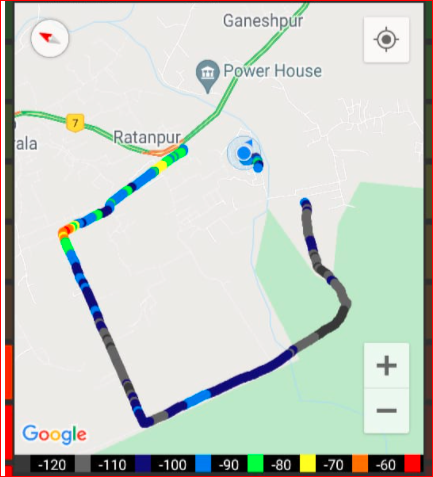 Ganeshpur
Power House
7
Ratanpur
ala
+
−
Google
-120 -110 -100 -90 -80 -70 -60